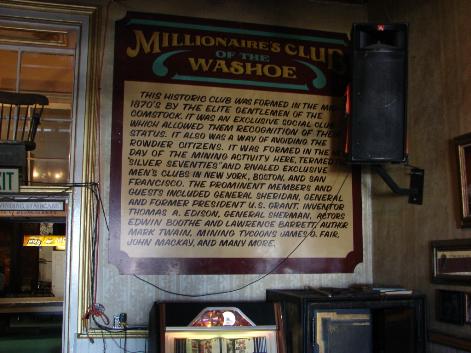 MILLIONAIRE'S CLUB
OF THE
WASHOE
THIS HISTORIC CLUB WAS FORMED IN THE
1870'S BY THE ELITE GENTLEMEN OF THE
COMSTOCK. IT WAS AN EXCLUSIVE SOCIAL
WHICH ALLOWED THEM RECOGNITION OF
STATUS. IT ALSO WAS A WAY OF AVOIDING THE
ROWDIER CITIZENS. IT WAS FORMED IN THE
DAY OF THE MINING ACTIVITY HERE, TERMED
'SILVER SEVENTIES' AND RIVALED EXCLUSIVE
MEN'S CLUBS IN NEW YORK, BOSTON, AND SAN
FRANCISCO. THE PROMINENT MEMBERS AND
GUESTS INCLUDED GENERAL SHERIDAN, GENERAL
AND FORMER PRESIDENT U.S. GRANT, INVENTOR
THOMAS A. EDISON, GENERAL SHERMAN, ACTORS
EDWIN BOOTHE AND LAWRENCE BARRETT, AUTHOR
MARK TWAIN, MINING TYCOONS JAMES G. FAIR,
JOHN MACKAY, AND MANY MORE.
WINDING STAIRCASE